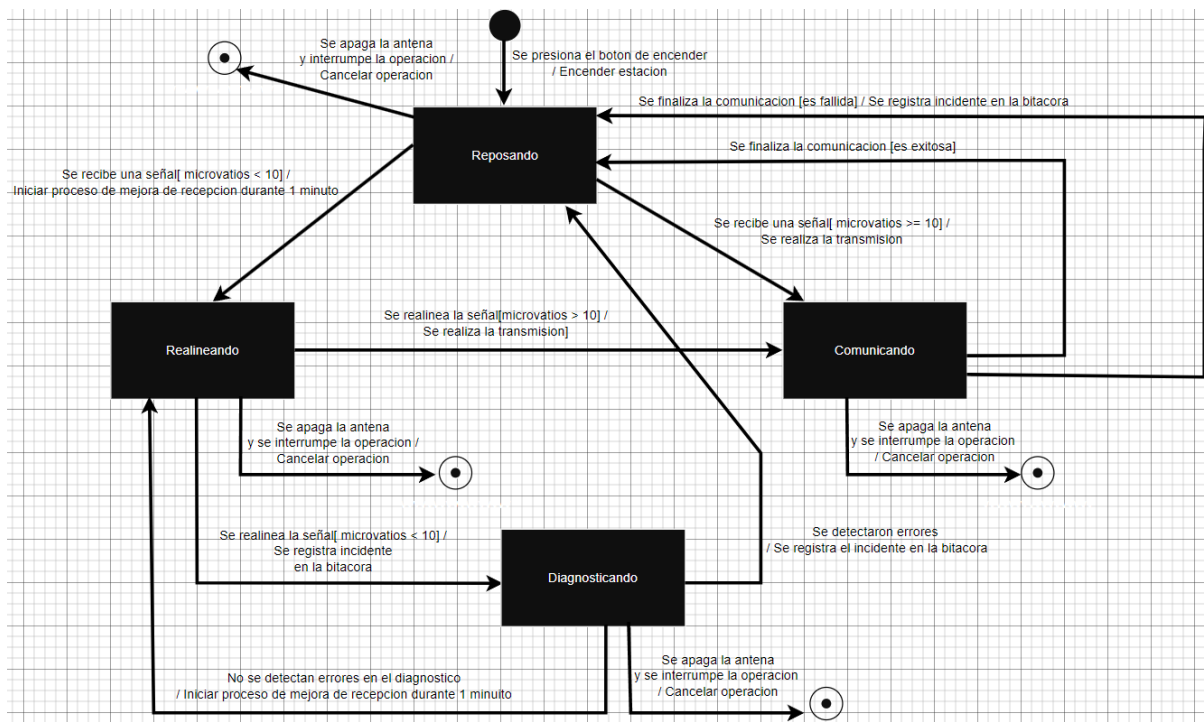 Se apaga la antena
y interrumpe la operacion /
Cancelar operacion
Se presiona el boton de encender
/ Encender estacion
Se finaliza la comunicacion [es fallida] / Se registra incidente en la bitacora
Se finaliza la comunicacion [es exitosa]
Reposando
Se recibe una señal[ microvatios < 10] /
Iniciar proceso de mejora de recepcion durante 1 minuto
Se recibe una señal[ microvatios >= 10] /
Se realiza la transmision
Se realinea la señal[microvatios > 10] /
Se realiza la transmision]
Realineando
Comunicando
Se apaga la antena
y se interrumpe la operacion /
Cancelar operacion
Se apaga la antena
y se interrumpe la operacion
/ Cancelar operacion
Se realinea la señal[ microvatios < 10] /
Se registra incidente
en la bitacora
Se detectaron errores
/ Se registra el incidente en la bitacora
Diagnosticando
No se detectan errores en el diagnostico
/ Iniciar proceso de mejora de recepcion durante 1 minuito
Se apaga la antena
y se interrumpe la operacion
/ Cancelar operacion